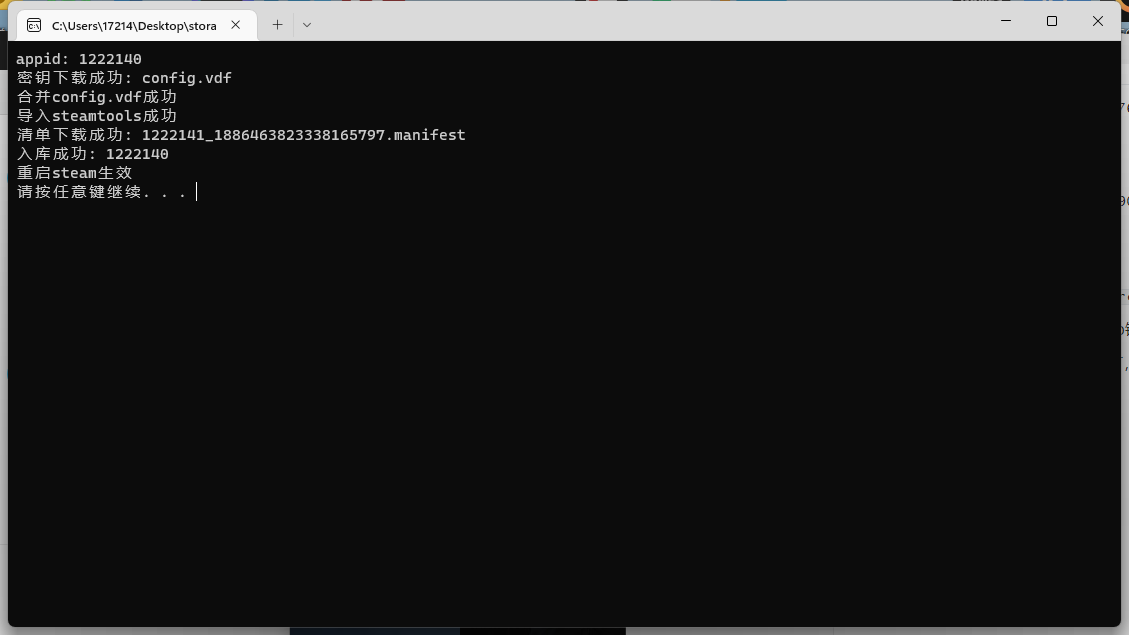 C:\Users\17214\Desktop\stora
appid: 1222140
密钥下载成功: config.vdf
合并config.vdf成功
导入steamtools成功
清单下载成功: 1222141_1886463823338165797.manifest
入库成功: 1222140
重启steam生效
请按任意键继续. . .